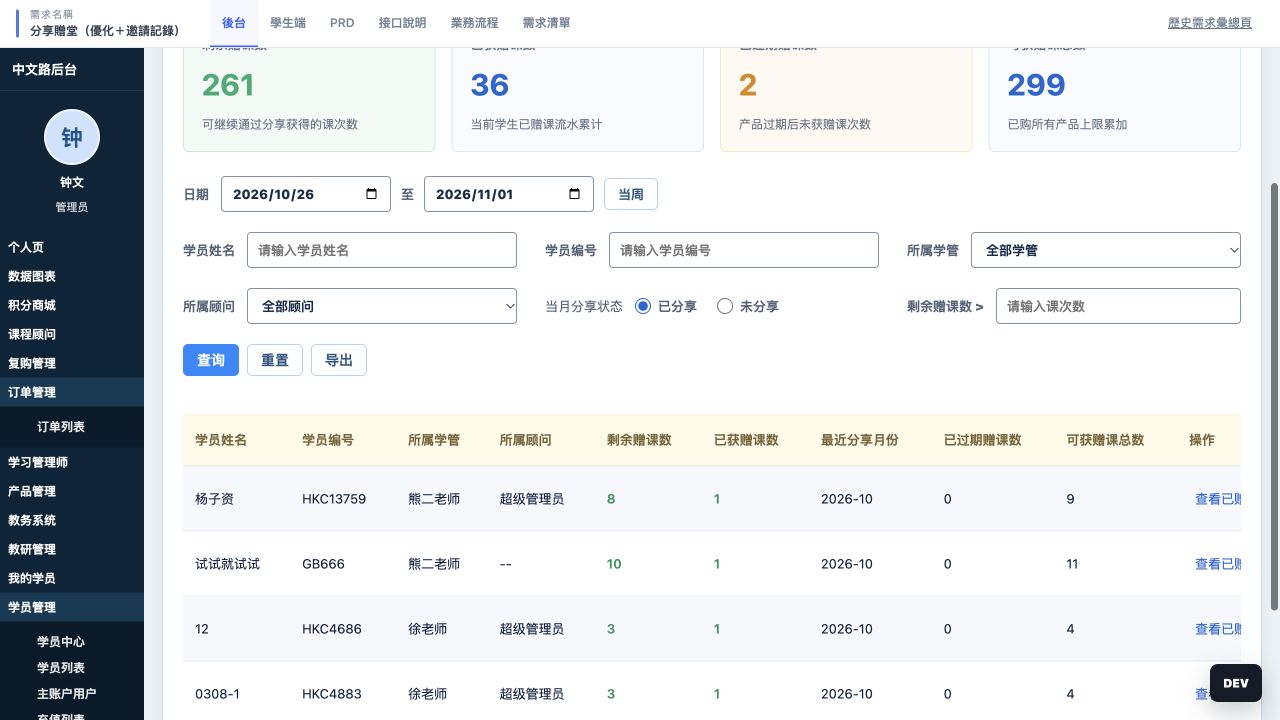 需求名稱
分享贈堂（優化＋邀請記錄）
後台
學生端
PRD
接口說明
業務流程
需求清單
歷史需求彙總頁
中文路后台
钟
钟文
管理员
个人页
数据图表
积分商城
课程顾问
复购管理
订单管理
订单列表
学习管理师
产品管理
教务系统
教研管理
我的学员
学员管理
学员中心
学员列表
主账户用户
261
可继续通过分享获得的课次数
36
当前学生已赠课流水累计
2
产品过期后未获赠课次数
299
已购所有产品上限累加
日期 2026/10/26 至 2026/11/01 当周
学员姓名 请输入学员姓名 学员编号 请输入学员编号 所属学管 全部学管
所属顾问 全部顾问 当月分享状态 已分享 未分享 剩余赠课数 > 请输入课次数
查询 重置 导出
学员姓名 学员编号 所属学管 所属顾问 剩余赠课数 已获赠课数 最近分享月份 已过期赠课数 可获赠课总数 操作
杨子资 HKC13759 熊二老师 超级管理员 8 1 2026-10 0 9 查看已
试试就试试 GB666 熊二老师 -- 10 1 2026-10 0 11 查看已
12 HKC4686 徐老师 超级管理员 3 1 2026-10 0 4 查看已
0308-1 HKC4883 徐老师 超级管理员 3 1 2026-10 0 4 查
DEV